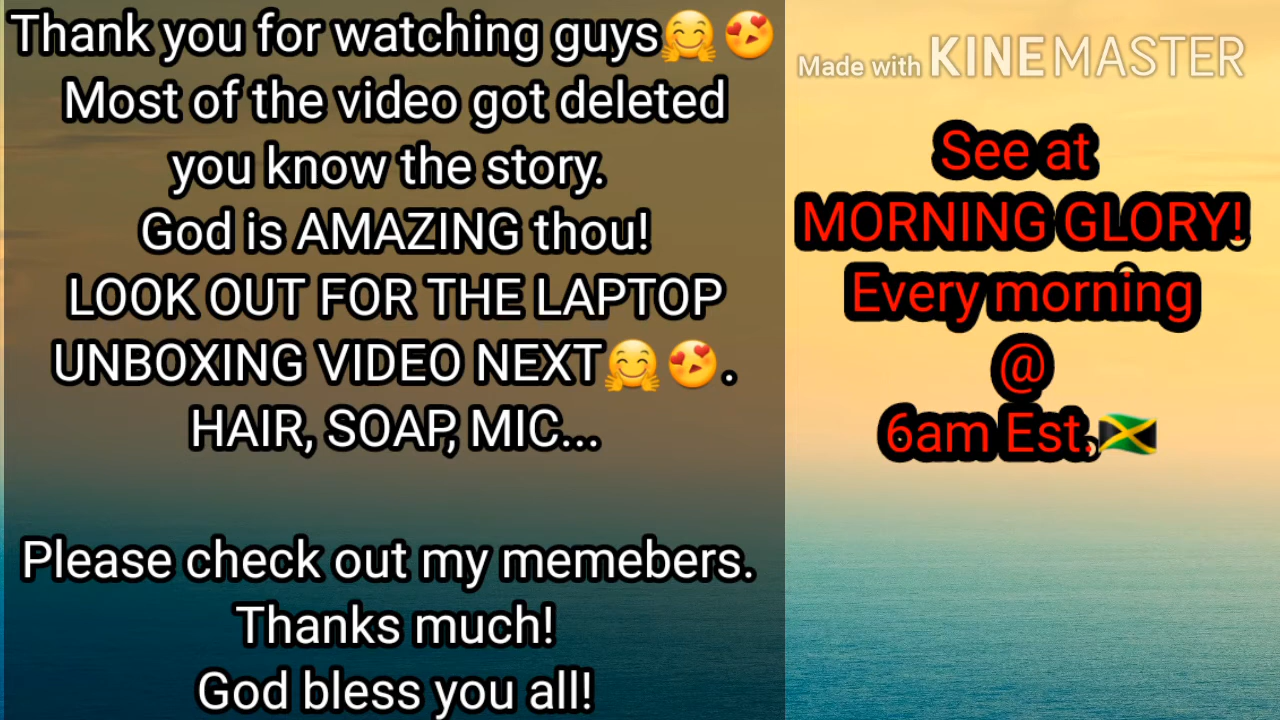 Thank you for watching guys🤗😍
Most of the video got deleted
you know the story.
God is AMAZING thou!
LOOK OUT FOR THE LAPTOP
UNBOXING VIDEO NEXT🤗😍.
HAIR, SOAP, MIC...
Please check out my memebers.
Thanks much!
God bless you all!
Made with KINEMASTER
See at
MORNING GLORY!
Every morning
@
6am Est.🇯🇲